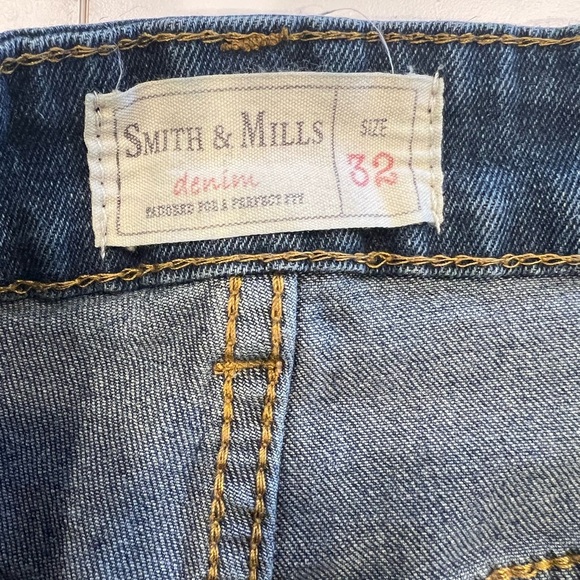 SMITH & MILLS
denim
TAILORED FOR A PERFECT FIT
SIZE
32